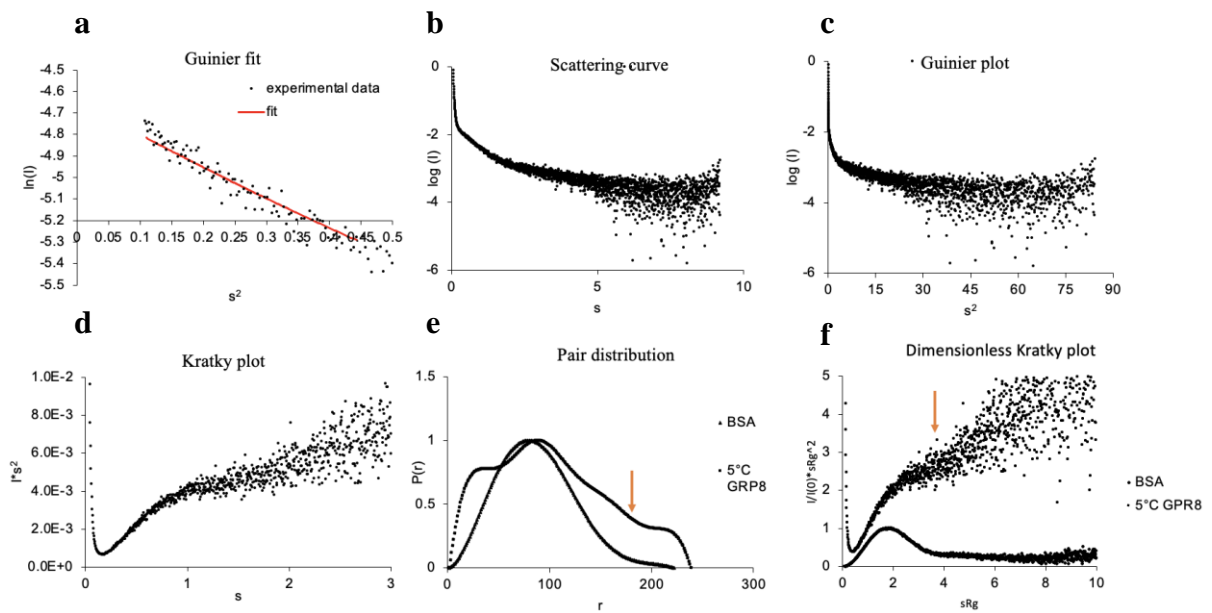 a
Guinier fit
-4.5
-4.6
-4.7
-4.8
-4.9
-5
-5.1
-5.2
-5.3
-5.4
-5.5
ln(I)
experimental data
fit
0 0.05 0.1 0.15 0.2 0.25 0.3 0.35 0.4 0.45 0.5
s²
b
Scattering curve
0
-2
-4
-6
log (I)
0 5 10
s
c
Guinier plot
0
-2
-4
-6
log (I)
0 15 30 45 60 75 90
s²
d
Kratky plot
1.0E-2
8.0E-3
6.0E-3
4.0E-3
2.0E-3
0.0E+0
I*s²
0 1 2 3
s
e
Pair distribution
1.5
1
0.5
0
P(r)
0 100 200 300
r
BSA
5°C
GRP8
f
Dimensionless Kratky plot
5
4
3
2
1
0
I/I(0)* sRg^2
0 2 4 6 8 10
sRg
BSA
5°C GPR8